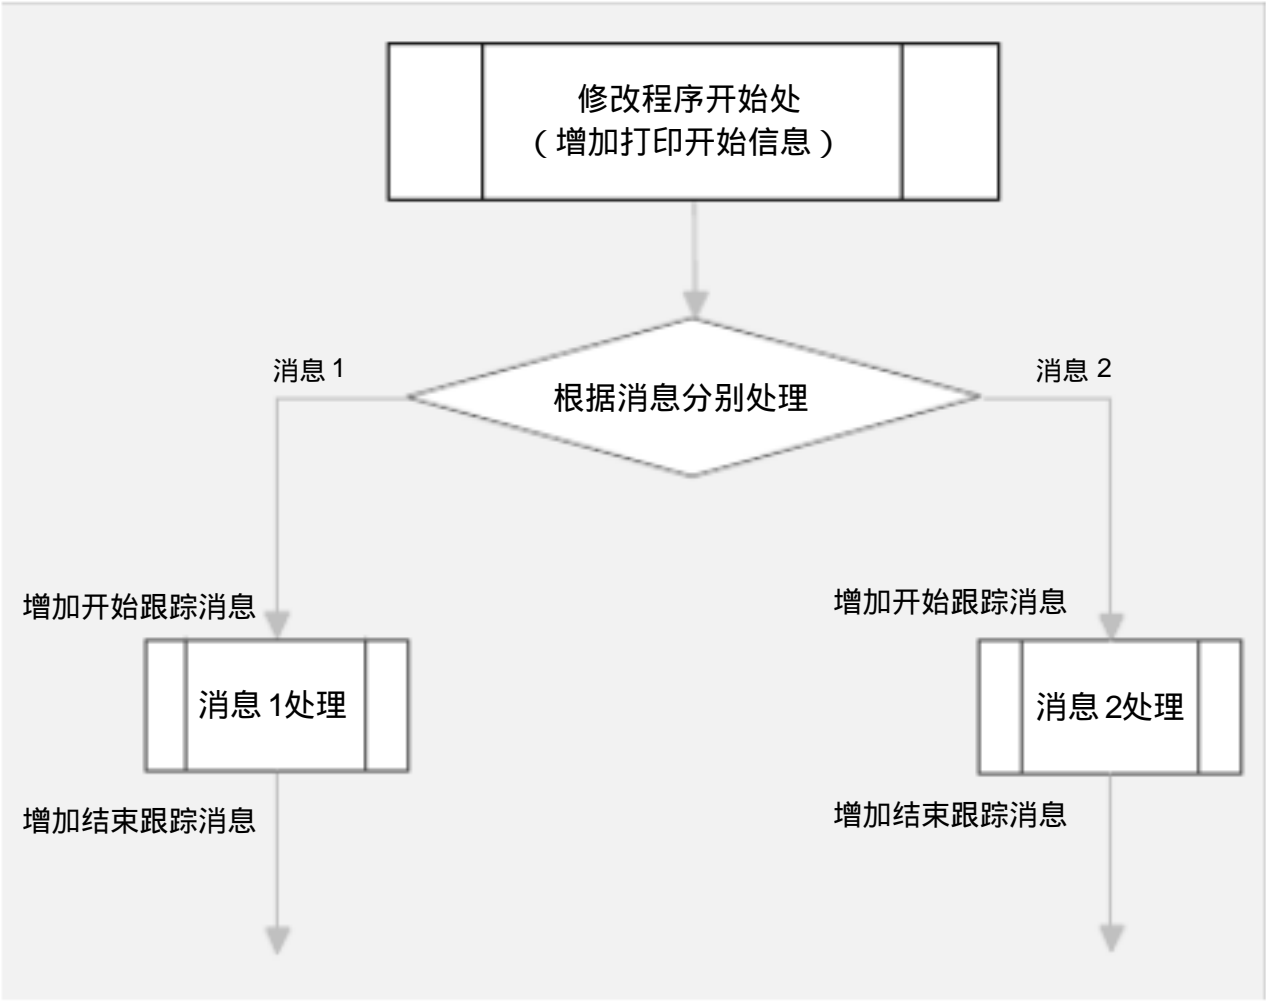 修改程序开始处
（增加打印开始信息）
消息 1
消息 2
根据消息分别处理
增加开始跟踪消息
增加开始跟踪消息
消息 1处理
消息 2处理
增加结束跟踪消息
增加结束跟踪消息